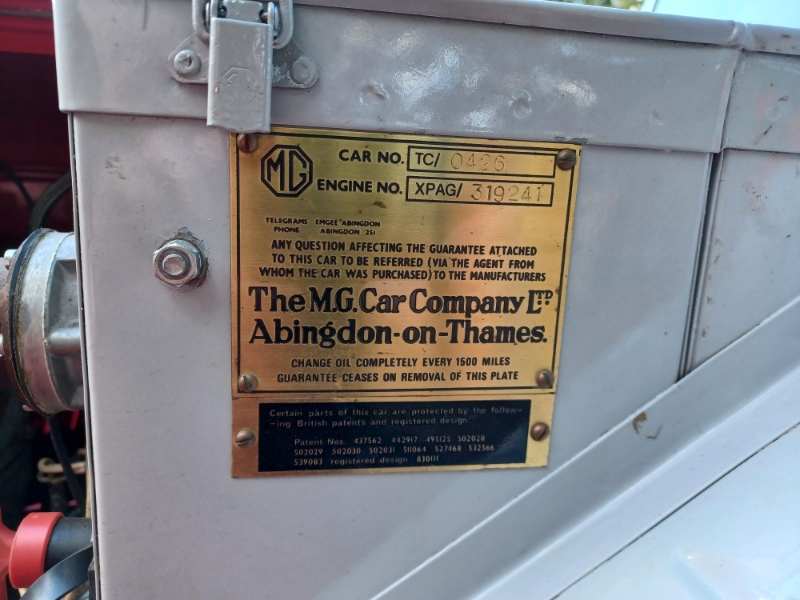 MG
CAR NO. TC/ 0426
ENGINE NO. XPAG/ 319241
TELEGRAMS EMGEE ABINGDON
PHONE ABINGDON 251
ANY QUESTION AFFECTING THE GUARANTEE ATTACHED
TO THIS CAR TO BE REFERRED (VIA THE AGENT FROM
WHOM THE CAR WAS PURCHASED) TO THE MANUFACTURERS
The M.G. Car Company LTD
Abingdon-on-Thames.
CHANGE OIL COMPLETELY EVERY 1500 MILES
GUARANTEE CEASES ON REMOVAL OF THIS PLATE
Certain parts of this car are protected by the follow-
-ing British patents and registered design.
Patent Nos. 437562 442917 495125 502028
502029 502030 502031 511064 527468 532566
539083 registered design 830111